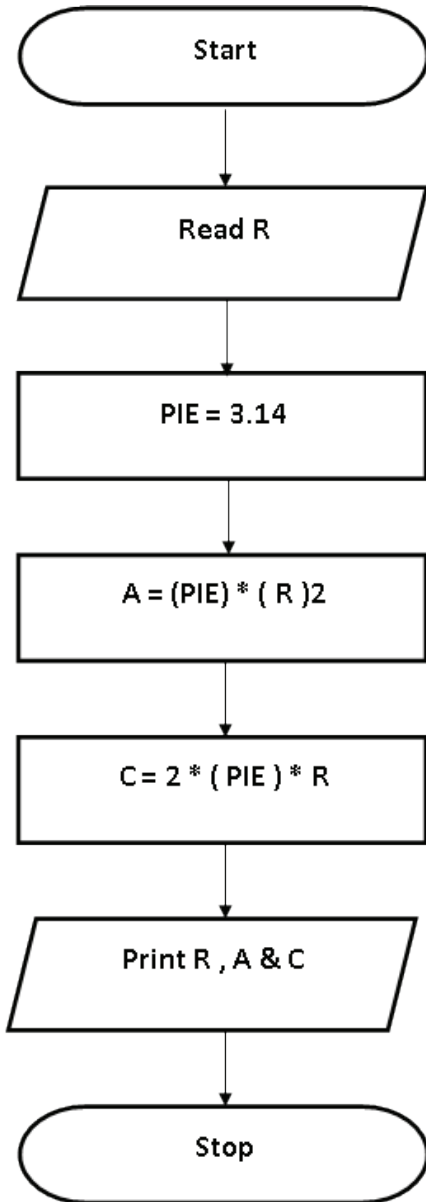 Start
Read R
PIE = 3.14
A = (PIE) * ( R )2
C = 2 * ( PIE ) * R
Print R , A & C
Stop